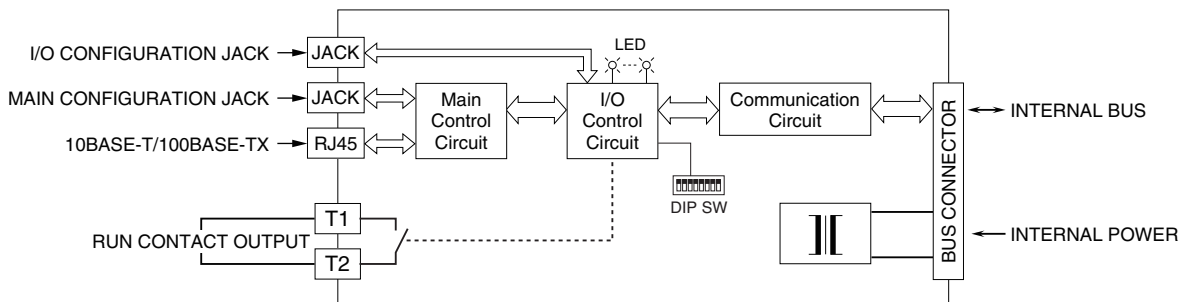 I/O CONFIGURATION JACK
JACK
LED
MAIN CONFIGURATION JACK
JACK
Main
Control
Circuit
I/O
Control
Circuit
Communication
Circuit
BUS CONNECTOR
INTERNAL BUS
10BASE-T/100BASE-TX
RJ45
DIP SW
T1
RUN CONTACT OUTPUT
T2
INTERNAL POWER